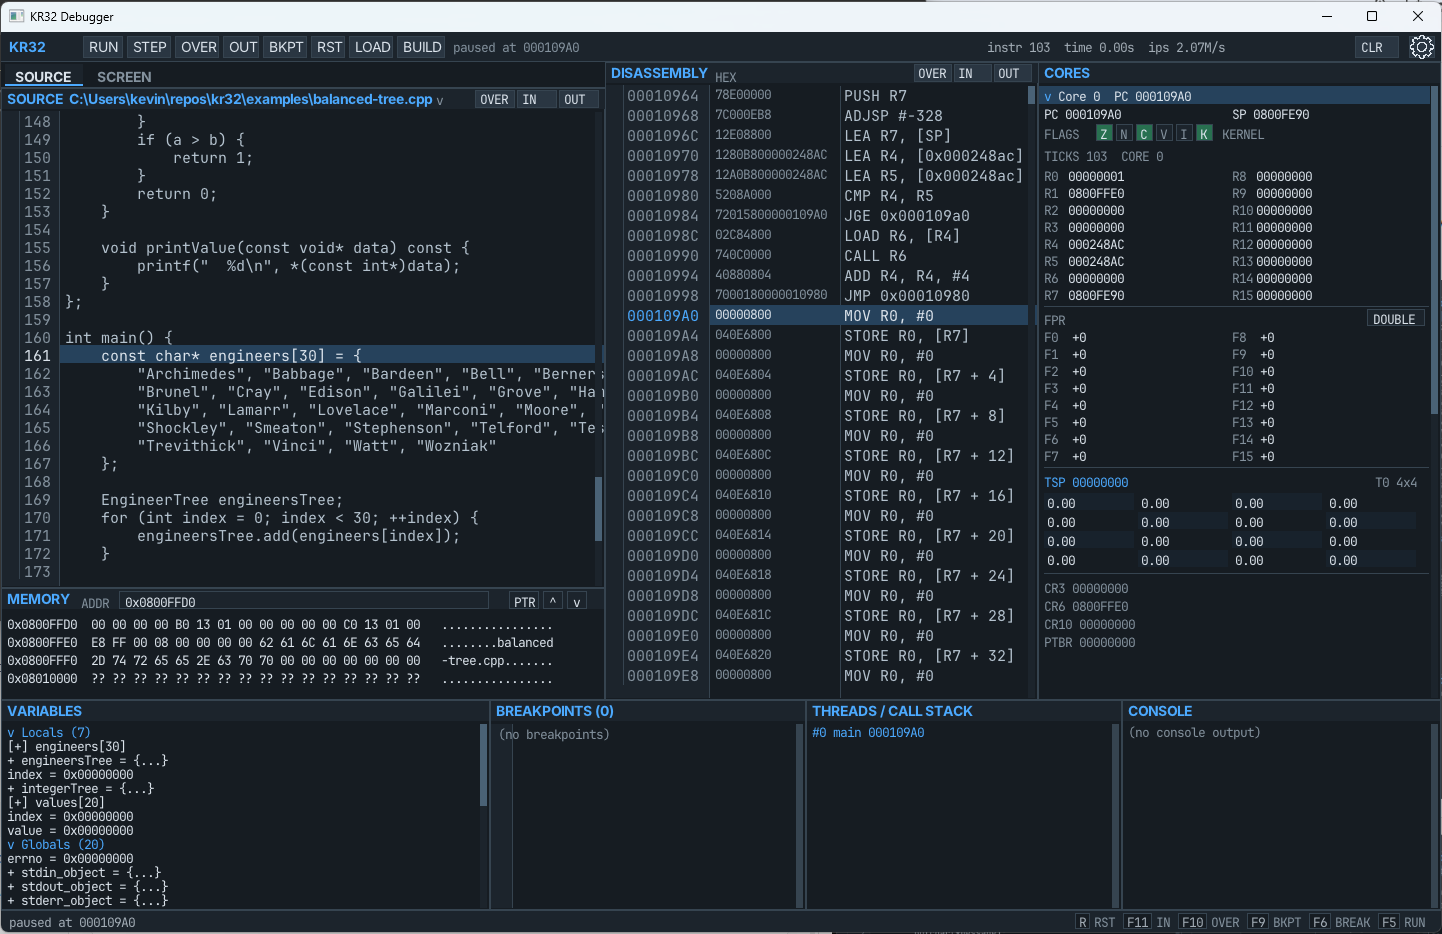 KR32 Debugger
KR32 RUN STEP OVER OUT BKPT RST LOAD BUILD paused at 000109A0 instr 103 time 0.00s ips 2.07M/s CLR
SOURCE SCREEN
SOURCE C:\Users\kevin\repos\kr32\examples\balanced-tree.cpp v OVER IN OUT
148 }
149 if (a > b) {
150 return 1;
151 }
152 return 0;
153 }
154
155 void printValue(const void* data) const {
156 printf("  %d\n", *(const int*)data);
157 }
158 };
159
160 int main() {
161 const char* engineers[30] = {
162 "Archimedes", "Babbage", "Bardeen", "Bell", "Berners
163 "Brunel", "Cray", "Edison", "Galilei", "Grove", "Ha
164 "Kilby", "Lamarr", "Lovelace", "Marconi", "Moore", "
165 "Shockley", "Smeaton", "Stephenson", "Telford", "Tes
166 "Trevithick", "Vinci", "Watt", "Wozniak"
167 };
168
169 EngineerTree engineersTree;
170 for (int index = 0; index < 30; ++index) {
171 engineersTree.add(engineers[index]);
172 }
173
MEMORY ADDR 0x0800FFD0 PTR ^ v
0x0800FFD0 00 00 00 00 B0 13 01 00 00 00 00 00 C0 13 01 00 ................
0x0800FFE0 E8 FF 00 08 00 00 00 00 62 61 6C 61 6E 63 65 64 ........balanced
0x0800FFF0 2D 74 72 65 65 2E 63 70 70 00 00 00 00 00 00 00 -tree.cpp.......
0x08010000 ?? ?? ?? ?? ?? ?? ?? ?? ?? ?? ?? ?? ?? ?? ?? ?? ................
DISASSEMBLY HEX OVER IN OUT
00010964 78E00000 PUSH R7
00010968 7C000EB8 ADJSP #-328
0001096C 12E08800 LEA R7, [SP]
00010970 1280B800000248AC LEA R4, [0x000248ac]
00010978 12A0B800000248AC LEA R5, [0x000248ac]
00010980 5208A000 CMP R4, R5
00010984 72015800000109A0 JGE 0x000109a0
0001098C 02C84800 LOAD R6, [R4]
00010990 740C0000 CALL R6
00010994 40880804 ADD R4, R4, #4
00010998 7000180000010980 JMP 0x00010980
000109A0 00000800 MOV R0, #0
000109A4 040E6800 STORE R0, [R7]
000109A8 00000800 MOV R0, #0
000109AC 040E6804 STORE R0, [R7 + 4]
000109B0 00000800 MOV R0, #0
000109B4 040E6808 STORE R0, [R7 + 8]
000109B8 00000800 MOV R0, #0
000109BC 040E680C STORE R0, [R7 + 12]
000109C0 00000800 MOV R0, #0
000109C4 040E6810 STORE R0, [R7 + 16]
000109C8 00000800 MOV R0, #0
000109CC 040E6814 STORE R0, [R7 + 20]
000109D0 00000800 MOV R0, #0
000109D4 040E6818 STORE R0, [R7 + 24]
000109D8 00000800 MOV R0, #0
000109DC 040E681C STORE R0, [R7 + 28]
000109E0 00000800 MOV R0, #0
000109E4 040E6820 STORE R0, [R7 + 32]
000109E8 00000800 MOV R0, #0
CORES
v Core 0 PC 000109A0
PC 000109A0 SP 0800FE90
FLAGS Z N C V I K KERNEL
TICKS 103 CORE 0
R0 00000001 R8 00000000
R1 0800FFE0 R9 00000000
R2 00000000 R10 00000000
R3 00000000 R11 00000000
R4 000248AC R12 00000000
R5 000248AC R13 00000000
R6 00000000 R14 00000000
R7 0800FE90 R15 00000000
FPR DOUBLE
F0 +0 F8 +0
F1 +0 F9 +0
F2 +0 F10 +0
F3 +0 F11 +0
F4 +0 F12 +0
F5 +0 F13 +0
F6 +0 F14 +0
F7 +0 F15 +0
TSP 00000000 T0 4x4
0.00 0.00 0.00 0.00
0.00 0.00 0.00 0.00
0.00 0.00 0.00 0.00
0.00 0.00 0.00 0.00
CR3 00000000
CR6 0800FFE0
CR10 00000000
PTBR 00000000
VARIABLES
v Locals (7)
[+] engineers[30]
+ engineersTree = {...}
index = 0x00000000
+ integerTree = {...}
[+] values[20]
index = 0x00000000
value = 0x00000000
v Globals (20)
errno = 0x00000000
+ stdin_object = {...}
+ stdout_object = {...}
+ stderr_object = {...}
BREAKPOINTS (0)
(no breakpoints)
THREADS / CALL STACK
#0 main 000109A0
CONSOLE
(no console output)
paused at 000109A0 R RST F11 IN F10 OVER F9 BKPT F6 BREAK F5 RUN